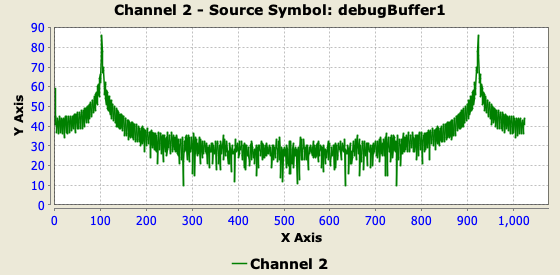 Channel 2 - Source Symbol: debugBuffer1
90
80
70
60
50
40
30
20
10
0
Y Axis
0 100 200 300 400 500 600 700 800 900 1,000
X Axis
Channel 2